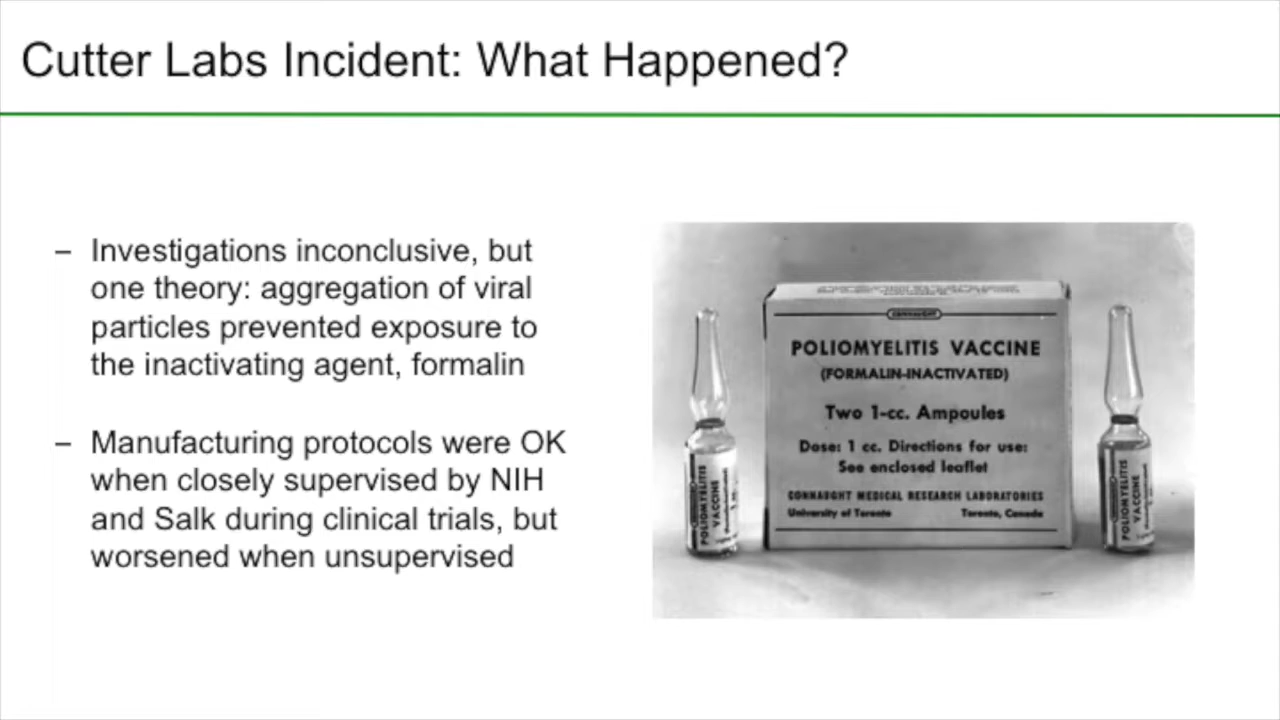 Cutter Labs Incident: What Happened?
– Investigations inconclusive, but
one theory: aggregation of viral
particles prevented exposure to
the inactivating agent, formalin
– Manufacturing protocols were OK
when closely supervised by NIH
and Salk during clinical trials, but
worsened when unsupervised
CONNAUGHT
POLIOMYELITIS VACCINE
(FORMALIN-INACTIVATED)
Two 1-cc. Ampoules
Dose: 1 cc. Directions for use:
See enclosed leaflet
CONNAUGHT MEDICAL RESEARCH LABORATORIES
University of Toronto Toronto, Canada
POLIOMYELITIS
VACCINE
POLIOMYELITIS
VACCINE